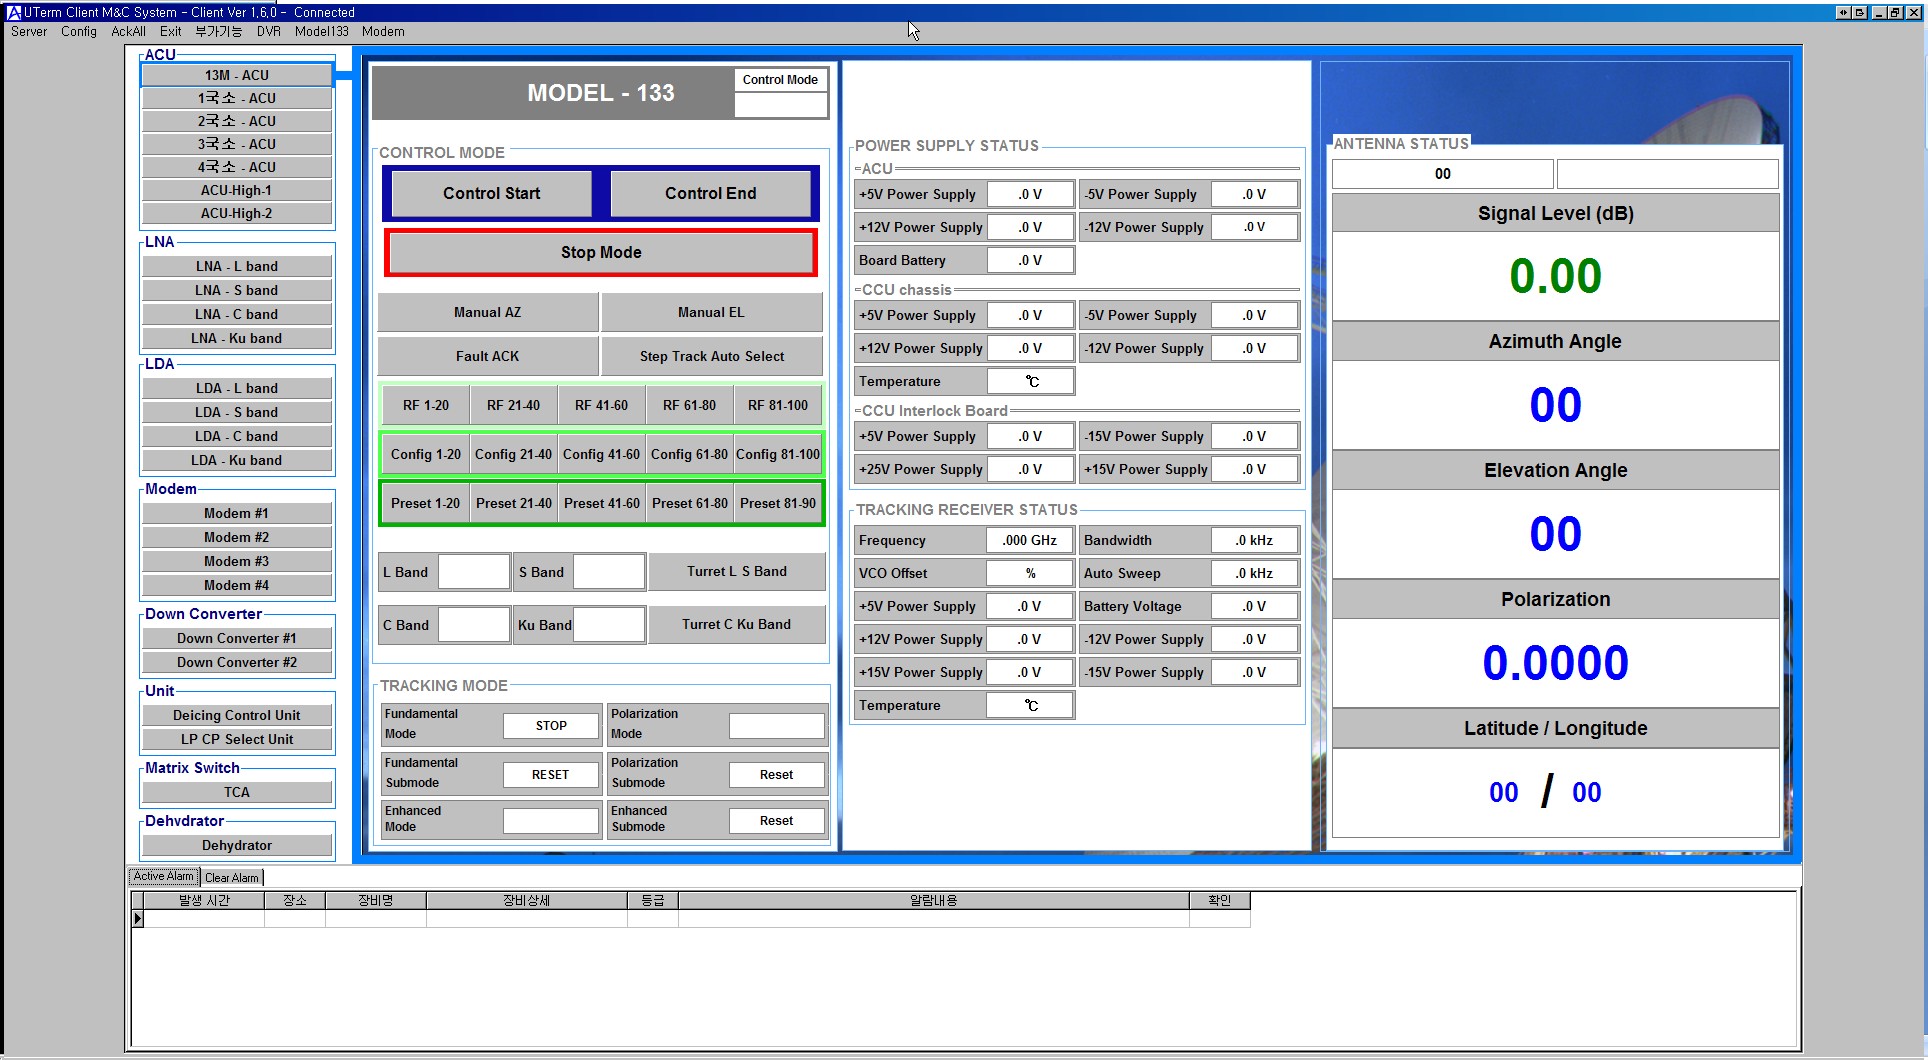 UTerm Client M&C System - Client Ver 1,6,0 - Connected
Server Config AckAll Exit 부가기능 DVR Model133 Modem
ACU
13M - ACU
1국소 - ACU
2국소 - ACU
3국소 - ACU
4국소 - ACU
ACU-High-1
ACU-High-2
LNA
LNA - L band
LNA - S band
LNA - C band
LNA - Ku band
LDA
LDA - L band
LDA - S band
LDA - C band
LDA - Ku band
Modem
Modem #1
Modem #2
Modem #3
Modem #4
Down Converter
Down Converter #1
Down Converter #2
Unit
Deicing Control Unit
LP CP Select Unit
Matrix Switch
TCA
Dehydrator
Dehydrator
MODEL - 133
Control Mode
CONTROL MODE
Control Start Control End
Stop Mode
Manual AZ Manual EL
Fault ACK Step Track Auto Select
RF 1-20 RF 21-40 RF 41-60 RF 61-80 RF 81-100
Config 1-20 Config 21-40 Config 41-60 Config 61-80 Config 81-100
Preset 1-20 Preset 21-40 Preset 41-60 Preset 61-80 Preset 81-90
L Band S Band Turret L S Band
C Band Ku Band Turret C Ku Band
TRACKING MODE
Fundamental Mode STOP Polarization Mode
Fundamental Submode RESET Polarization Submode Reset
Enhanced Mode Enhanced Submode Reset
POWER SUPPLY STATUS
ACU
+5V Power Supply .0 V -5V Power Supply .0 V
+12V Power Supply .0 V -12V Power Supply .0 V
Board Battery .0 V
CCU chassis
+5V Power Supply .0 V -5V Power Supply .0 V
+12V Power Supply .0 V -12V Power Supply .0 V
Temperature ℃
CCU Interlock Board
+5V Power Supply .0 V -15V Power Supply .0 V
+25V Power Supply .0 V +15V Power Supply .0 V
TRACKING RECEIVER STATUS
Frequency .000 GHz Bandwidth .0 kHz
VCO Offset % Auto Sweep .0 kHz
+5V Power Supply .0 V Battery Voltage .0 V
+12V Power Supply .0 V -12V Power Supply .0 V
+15V Power Supply .0 V -15V Power Supply .0 V
Temperature ℃
ANTENNA STATUS
00
Signal Level (dB)
0.00
Azimuth Angle
00
Elevation Angle
00
Polarization
0.0000
Latitude / Longitude
00 / 00
Active Alarm Clear Alarm
발생 시간 장소 장비명 장비상세 등급 알람내용 확인